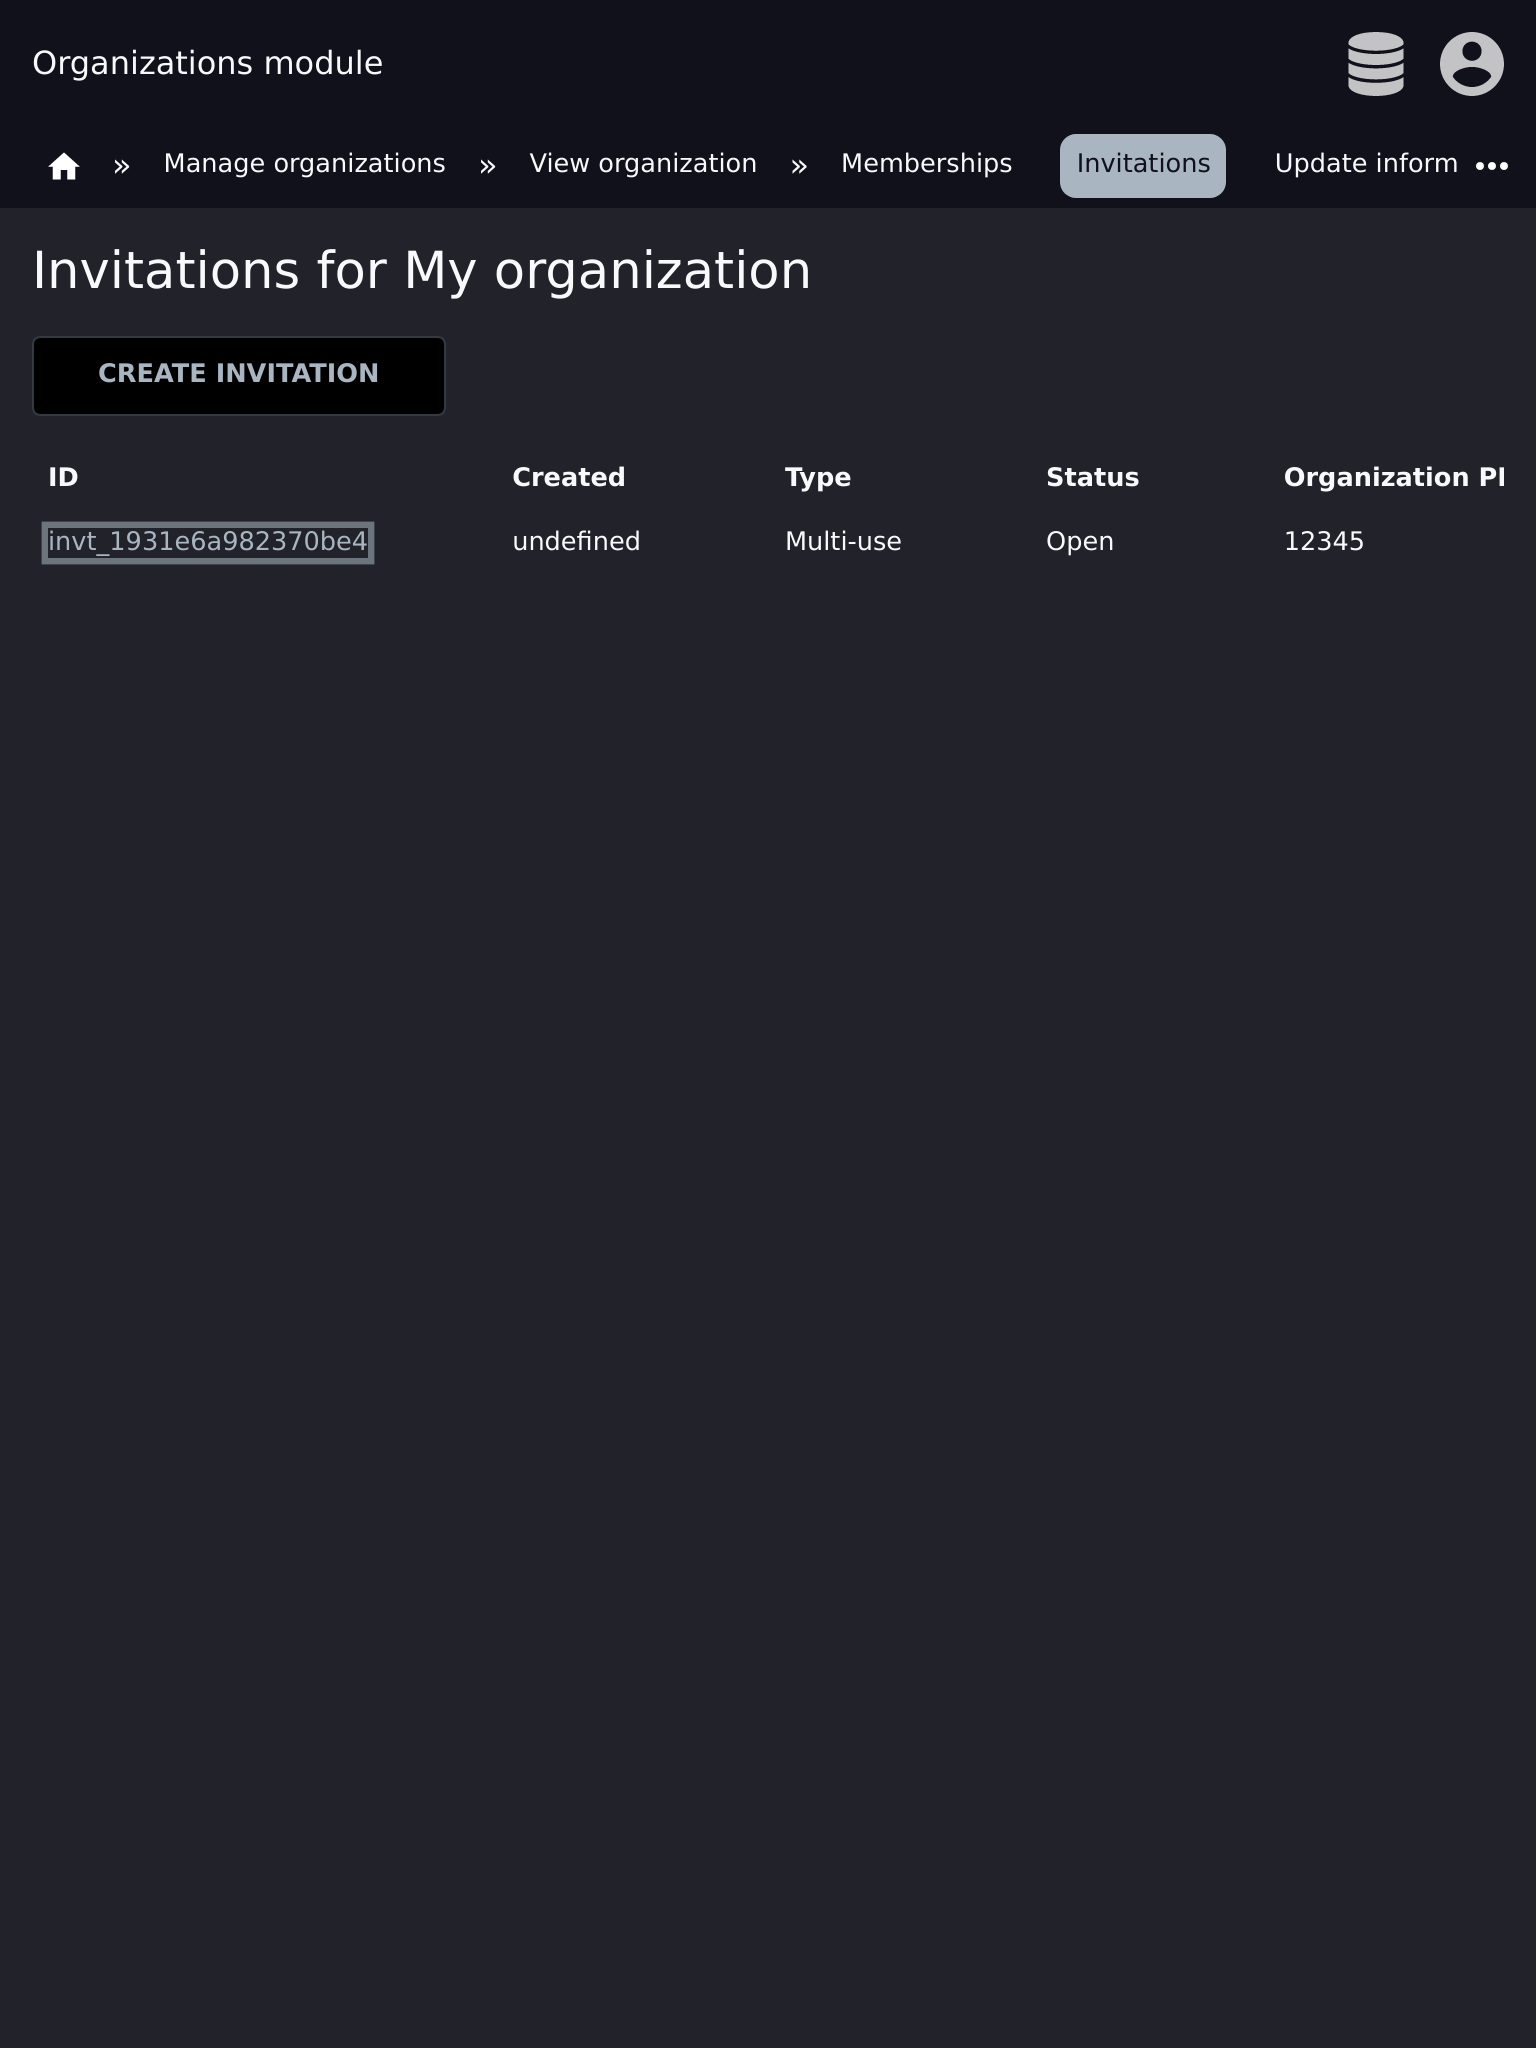 Organizations module
» Manage organizations » View organization » Memberships Invitations Update inform
Invitations for My organization
CREATE INVITATION
ID Created Type Status Organization PI
invt_1931e6a982370be4 undefined Multi-use Open 12345